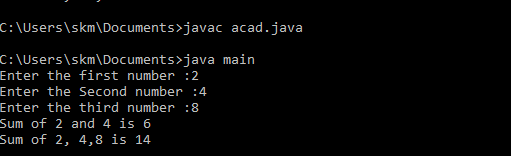 C:\Users\skm\Documents>javac acad.java
C:\Users\skm\Documents>java main
Enter the first number :2
Enter the Second number :4
Enter the third number :8
Sum of 2 and 4 is 6
Sum of 2, 4,8 is 14